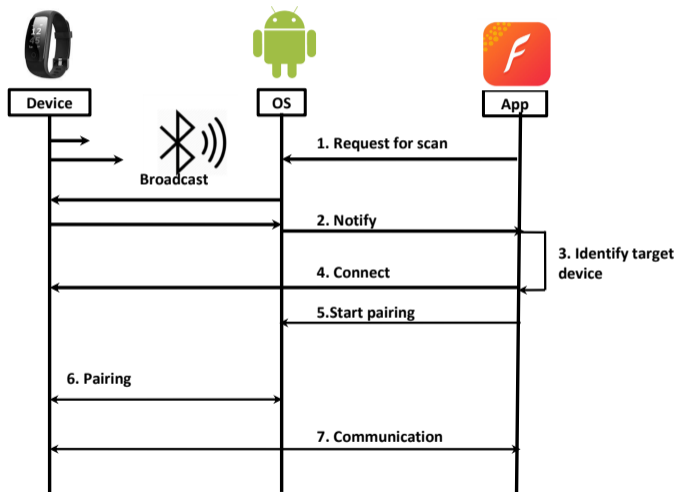 Device
OS
App
1. Request for scan
Broadcast
2. Notify
3. Identify target
device
4. Connect
5.Start pairing
6. Pairing
7. Communication